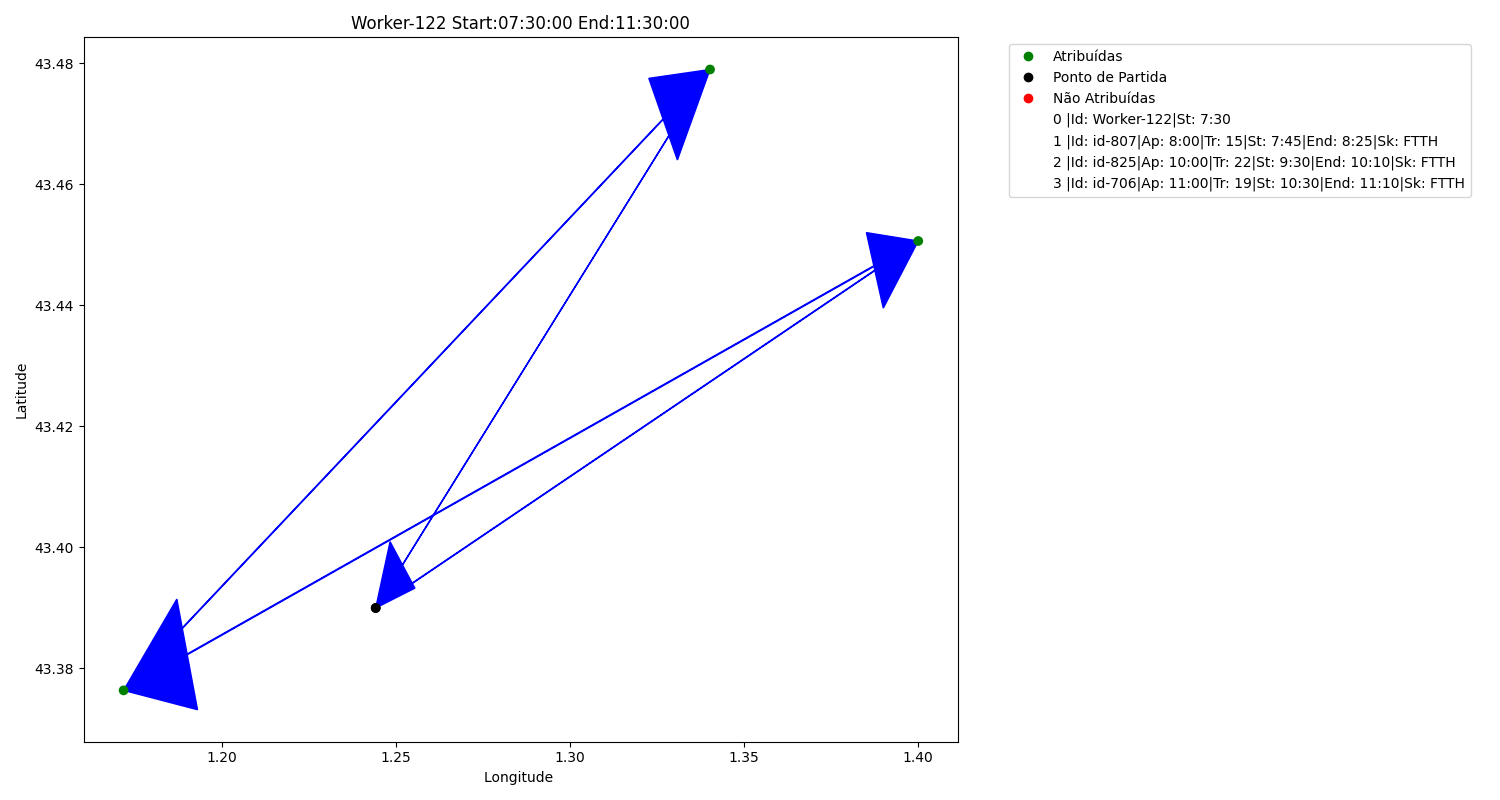 Worker-122 Start:07:30:00 End:11:30:00
43.48
43.46
43.44
43.42
43.40
43.38
Latitude
1.20
1.25
1.30
1.35
1.40
Longitude
Atribuídas
Ponto de Partida
Não Atribuídas
0 |Id: Worker-122|St: 7:30
1 |Id: id-807|Ap: 8:00|Tr: 15|St: 7:45|End: 8:25|Sk: FTTH
2 |Id: id-825|Ap: 10:00|Tr: 22|St: 9:30|End: 10:10|Sk: FTTH
3 |Id: id-706|Ap: 11:00|Tr: 19|St: 10:30|End: 11:10|Sk: FTTH